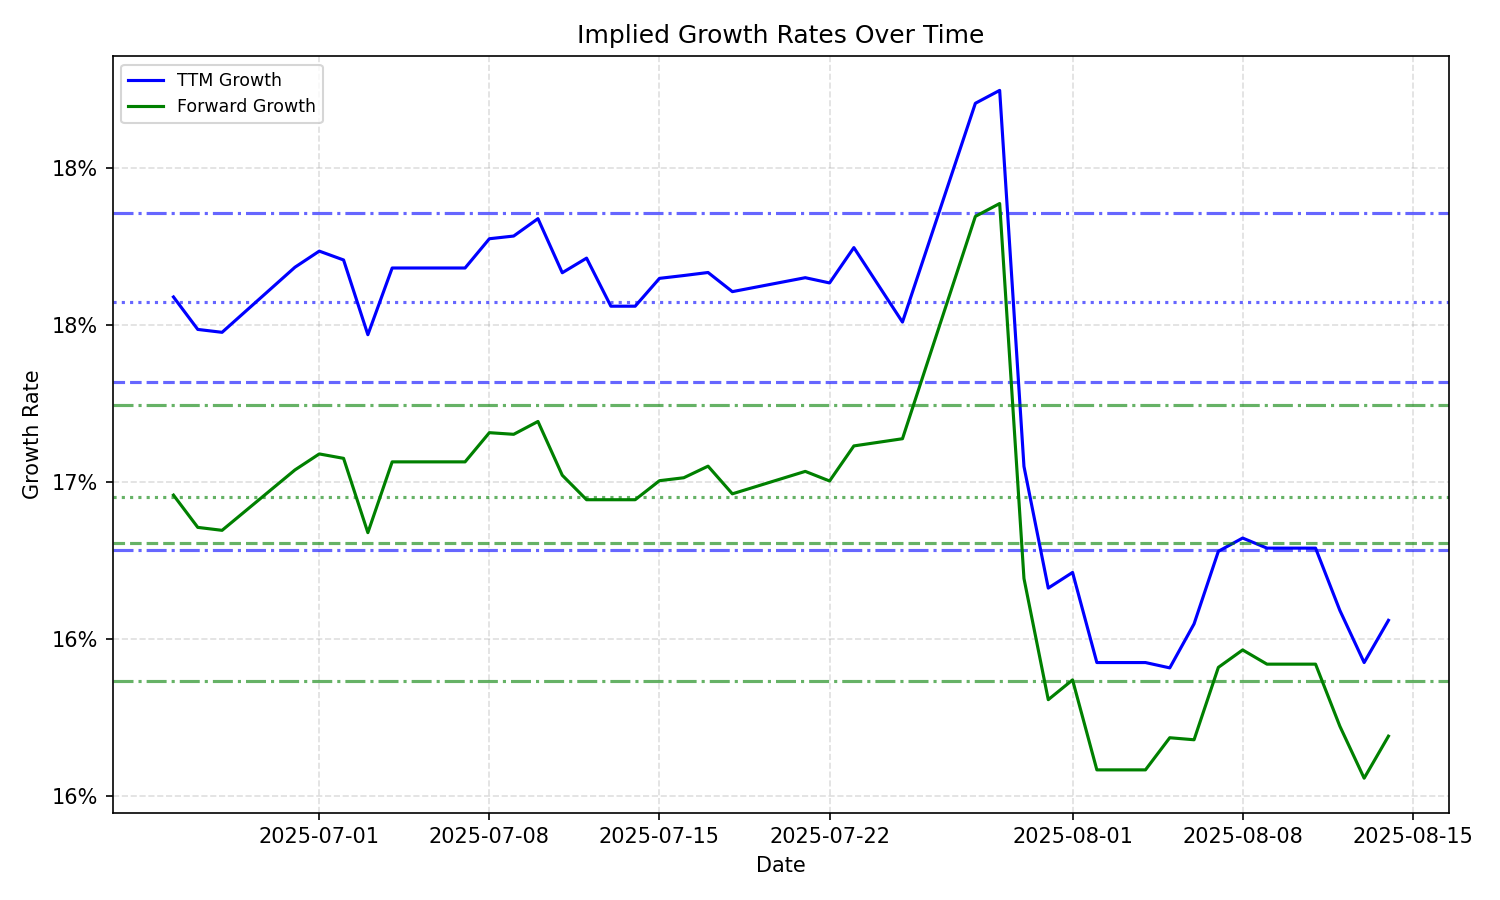 Implied Growth Rates Over Time
TTM Growth
Forward Growth
Growth Rate
18%
18%
17%
16%
16%
2025-07-01
2025-07-08
2025-07-15
2025-07-22
2025-08-01
2025-08-08
2025-08-15
Date